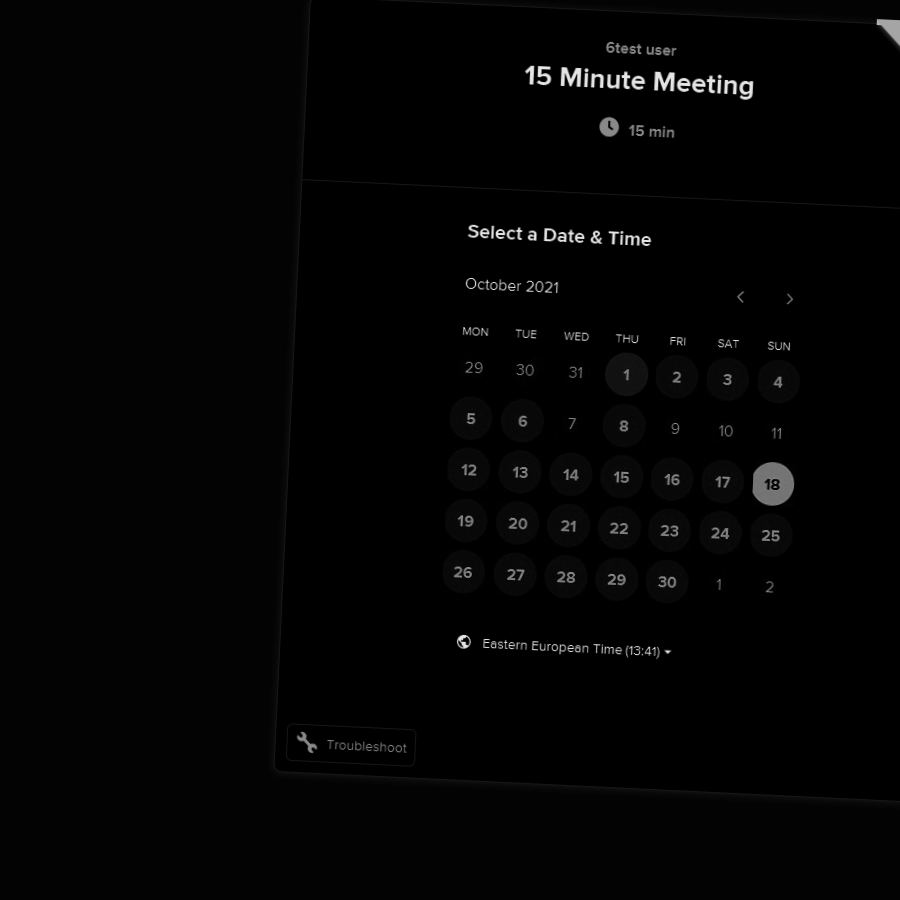 6test user
15 Minute Meeting
15 min
Select a Date & Time
October 2021
MON TUE WED THU FRI SAT SUN
29 30 31 1 2 3 4
5 6 7 8 9 10 11
12 13 14 15 16 17 18
19 20 21 22 23 24 25
26 27 28 29 30 1 2
Eastern European Time (13:41)
Troubleshoot